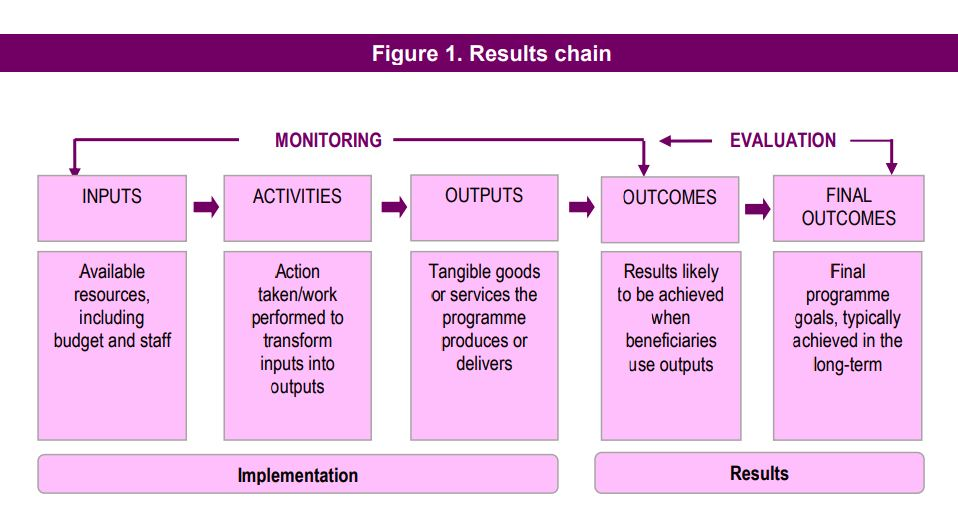 Figure 1. Results chain
MONITORING
EVALUATION
INPUTS
ACTIVITIES
OUTPUTS
OUTCOMES
FINAL
OUTCOMES
Available
resources,
including
budget and staff
Action
taken/work
performed to
transform
inputs into
outputs
Tangible goods
or services the
programme
produces or
delivers
Results likely
to be achieved
when
beneficiaries
use outputs
Final
programme
goals, typically
achieved in the
long-term
Implementation
Results